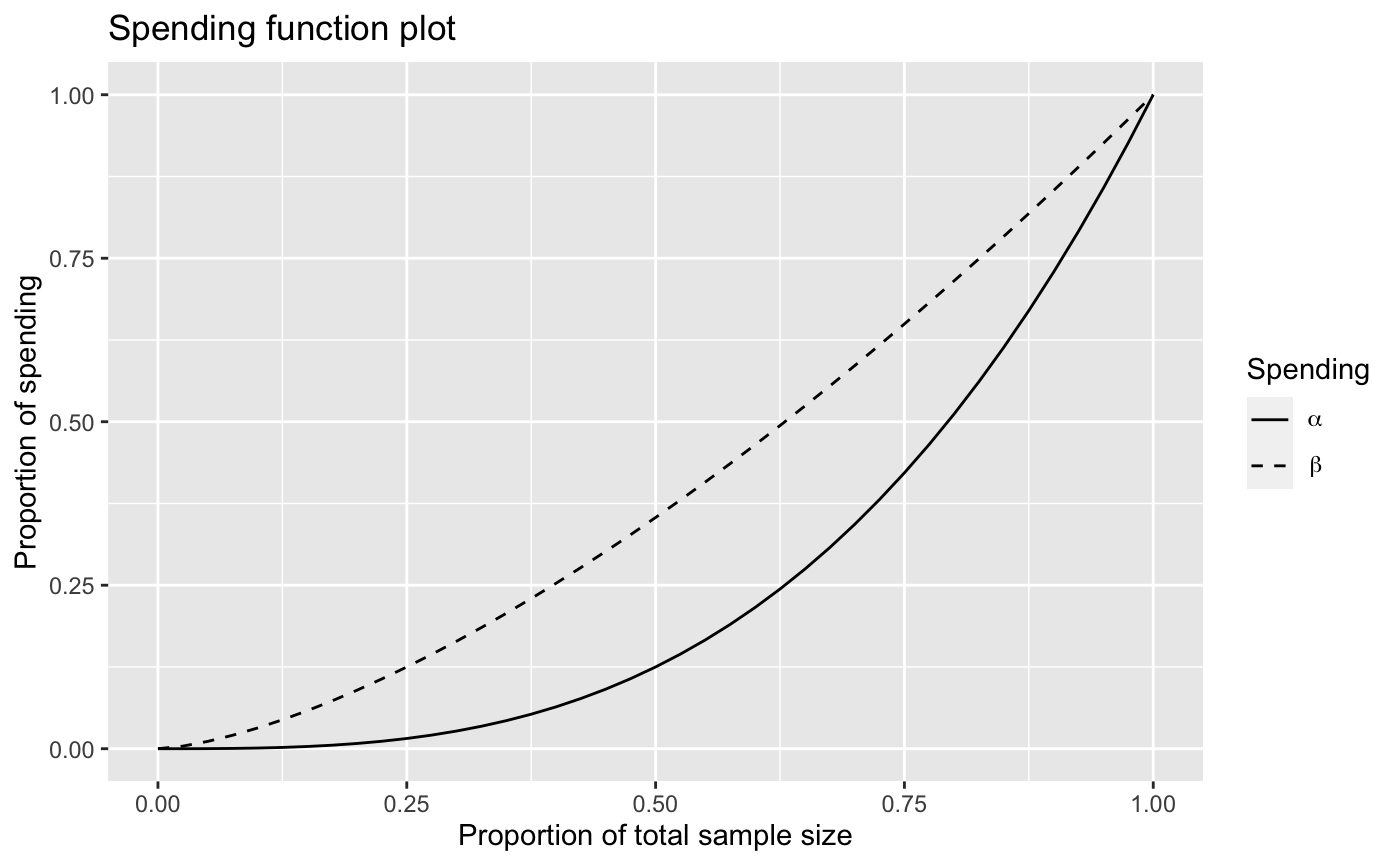 Spending function plot
1.00
0.75
0.50
0.25
0.00
Proportion of spending
0.00 0.25 0.50 0.75 1.00
Proportion of total sample size
Spending
α
β